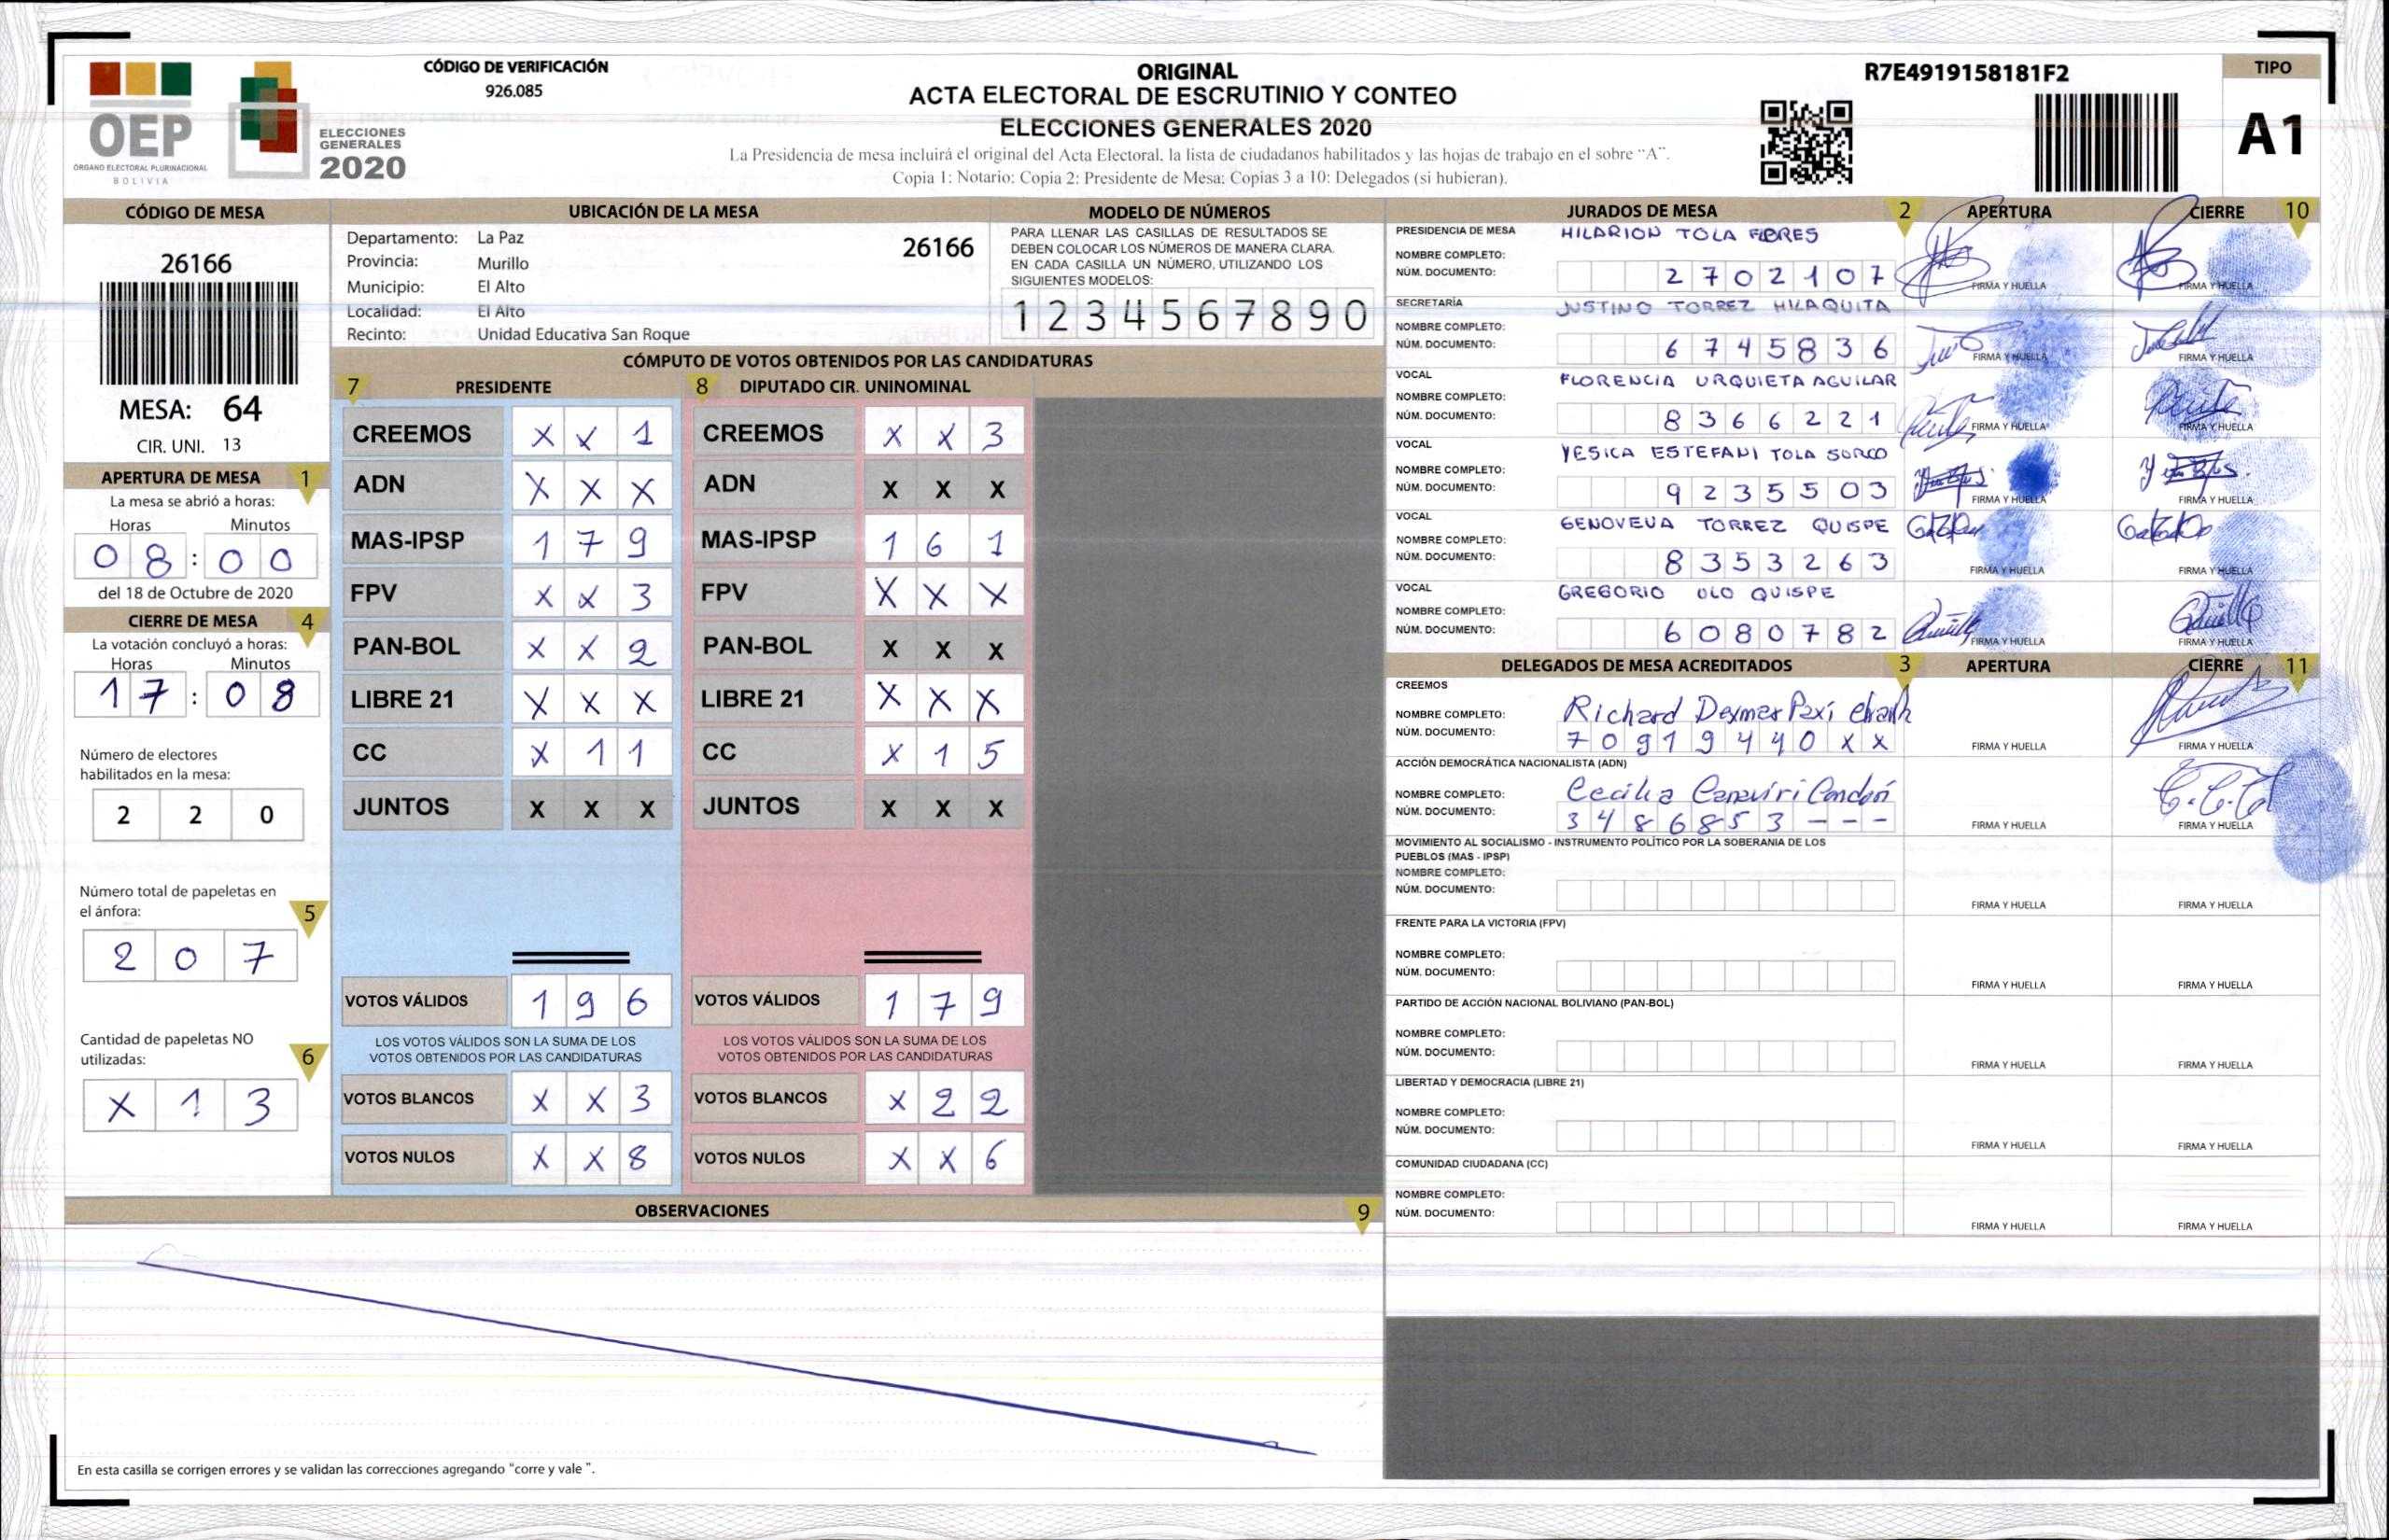 CÓDIGO DE VERIFICACIÓN
926.085
OEP
ÓRGANO ELECTORAL PLURINACIONAL
BOLIVIA
ELECCIONES
GENERALES
2020
ORIGINAL
ACTA ELECTORAL DE ESCRUTINIO Y CONTEO
ELECCIONES GENERALES 2020
La Presidencia de mesa incluirá el original del Acta Electoral, la lista de ciudadanos habilitados y las hojas de trabajo en el sobre "A".
Copia 1: Notario; Copia 2: Presidente de Mesa; Copias 3 a 10: Delegados (si hubieran).
R7E4919158181F2
TIPO
A1
CÓDIGO DE MESA
26166
MESA: 64
CIR. UNI. 13
APERTURA DE MESA 1
La mesa se abrió a horas:
Horas Minutos
08:00
del 18 de Octubre de 2020
CIERRE DE MESA 4
La votación concluyó a horas:
Horas Minutos
17:08
Número de electores
habilitados en la mesa:
2 2 0
Número total de papeletas en
el ánfora: 5
2 0 7
Cantidad de papeletas NO
utilizadas: 6
X 1 3
UBICACIÓN DE LA MESA
Departamento: La Paz 26166
Provincia: Murillo
Municipio: El Alto
Localidad: El Alto
Recinto: Unidad Educativa San Roque
MODELO DE NÚMEROS
PARA LLENAR LAS CASILLAS DE RESULTADOS SE
DEBEN COLOCAR LOS NÚMEROS DE MANERA CLARA.
EN CADA CASILLA UN NÚMERO, UTILIZANDO LOS
SIGUIENTES MODELOS:
1 2 3 4 5 6 7 8 9 0
CÓMPUTO DE VOTOS OBTENIDOS POR LAS CANDIDATURAS
7 PRESIDENTE 8 DIPUTADO CIR. UNINOMINAL
CREEMOS X X 1 CREEMOS X X 3
ADN X X X ADN X X X
MAS-IPSP 1 7 9 MAS-IPSP 1 6 1
FPV X X 3 FPV X X X
PAN-BOL X X 2 PAN-BOL X X X
LIBRE 21 X X X LIBRE 21 X X X
CC X 1 1 CC X 1 5
JUNTOS X X X JUNTOS X X X
VOTOS VÁLIDOS 1 9 6 VOTOS VÁLIDOS 1 7 9
LOS VOTOS VÁLIDOS SON LA SUMA DE LOS LOS VOTOS VÁLIDOS SON LA SUMA DE LOS
VOTOS OBTENIDOS POR LAS CANDIDATURAS VOTOS OBTENIDOS POR LAS CANDIDATURAS
VOTOS BLANCOS X X 3 VOTOS BLANCOS X 2 2
VOTOS NULOS X X 8 VOTOS NULOS X X 6
OBSERVACIONES 9
En esta casilla se corrigen errores y se validan las correcciones agregando "corre y vale ".
JURADOS DE MESA 2 APERTURA CIERRE 10
PRESIDENCIA DE MESA HILARION TOLA FLORES
NOMBRE COMPLETO:
NÚM. DOCUMENTO: 2702107 FIRMA Y HUELLA FIRMA Y HUELLA
SECRETARÍA JUSTINO TORREZ HILAQUITA
NOMBRE COMPLETO:
NÚM. DOCUMENTO: 6745836 FIRMA Y HUELLA FIRMA Y HUELLA
VOCAL FLORENCIA URQUIETA AGUILAR
NOMBRE COMPLETO:
NÚM. DOCUMENTO: 8366221 FIRMA Y HUELLA FIRMA Y HUELLA
VOCAL YESICA ESTEFANI TOLA SURCO
NOMBRE COMPLETO:
NÚM. DOCUMENTO: 9235503 FIRMA Y HUELLA FIRMA Y HUELLA
VOCAL GENOVEVA TORREZ QUISPE
NOMBRE COMPLETO:
NÚM. DOCUMENTO: 8353263 FIRMA Y HUELLA FIRMA Y HUELLA
VOCAL GREGORIO ULO QUISPE
NOMBRE COMPLETO:
NÚM. DOCUMENTO: 6080782 FIRMA Y HUELLA FIRMA Y HUELLA
DELEGADOS DE MESA ACREDITADOS 3 APERTURA CIERRE 11
CREEMOS
NOMBRE COMPLETO: Richard Deymar Paxi
NÚM. DOCUMENTO: 70919440XX FIRMA Y HUELLA FIRMA Y HUELLA
ACCIÓN DEMOCRÁTICA NACIONALISTA (ADN)
NOMBRE COMPLETO: Cecilia Canaviri Condori
NÚM. DOCUMENTO: 3486853--- FIRMA Y HUELLA FIRMA Y HUELLA
MOVIMIENTO AL SOCIALISMO - INSTRUMENTO POLÍTICO POR LA SOBERANIA DE LOS
PUEBLOS (MAS - IPSP)
NOMBRE COMPLETO:
NÚM. DOCUMENTO: FIRMA Y HUELLA FIRMA Y HUELLA
FRENTE PARA LA VICTORIA (FPV)
NOMBRE COMPLETO:
NÚM. DOCUMENTO: FIRMA Y HUELLA FIRMA Y HUELLA
PARTIDO DE ACCIÓN NACIONAL BOLIVIANO (PAN-BOL)
NOMBRE COMPLETO:
NÚM. DOCUMENTO: FIRMA Y HUELLA FIRMA Y HUELLA
LIBERTAD Y DEMOCRACIA (LIBRE 21)
NOMBRE COMPLETO:
NÚM. DOCUMENTO: FIRMA Y HUELLA FIRMA Y HUELLA
COMUNIDAD CIUDADANA (CC)
NOMBRE COMPLETO:
NÚM. DOCUMENTO: FIRMA Y HUELLA FIRMA Y HUELLA